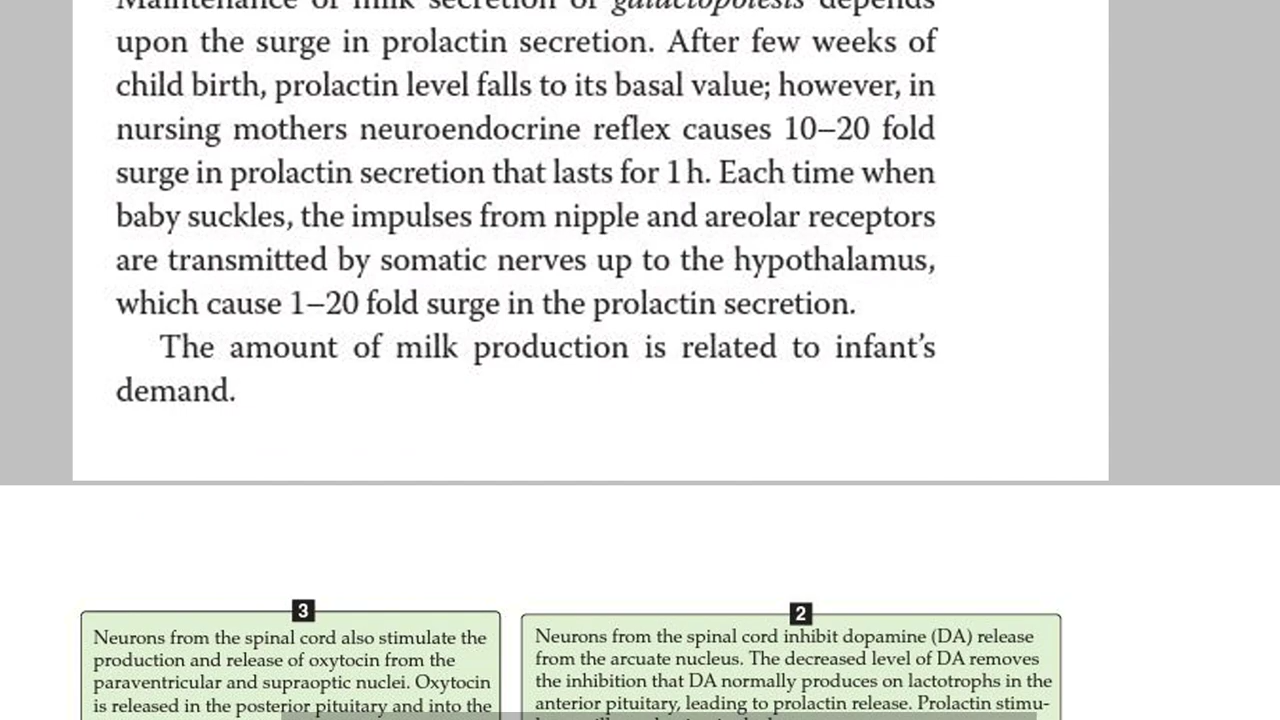 Maintenance of milk secretion or galactopoiesis depends
upon the surge in prolactin secretion. After few weeks of
child birth, prolactin level falls to its basal value; however, in
nursing mothers neuroendocrine reflex causes 10–20 fold
surge in prolactin secretion that lasts for 1 h. Each time when
baby suckles, the impulses from nipple and areolar receptors
are transmitted by somatic nerves up to the hypothalamus,
which cause 1–20 fold surge in the prolactin secretion.
The amount of milk production is related to infant's
demand.
3
Neurons from the spinal cord also stimulate the
production and release of oxytocin from the
paraventricular and supraoptic nuclei. Oxytocin
is released in the posterior pituitary and into the
2
Neurons from the spinal cord inhibit dopamine (DA) release
from the arcuate nucleus. The decreased level of DA removes
the inhibition that DA normally produces on lactotrophs in the
anterior pituitary, leading to prolactin release. Prolactin stimu-